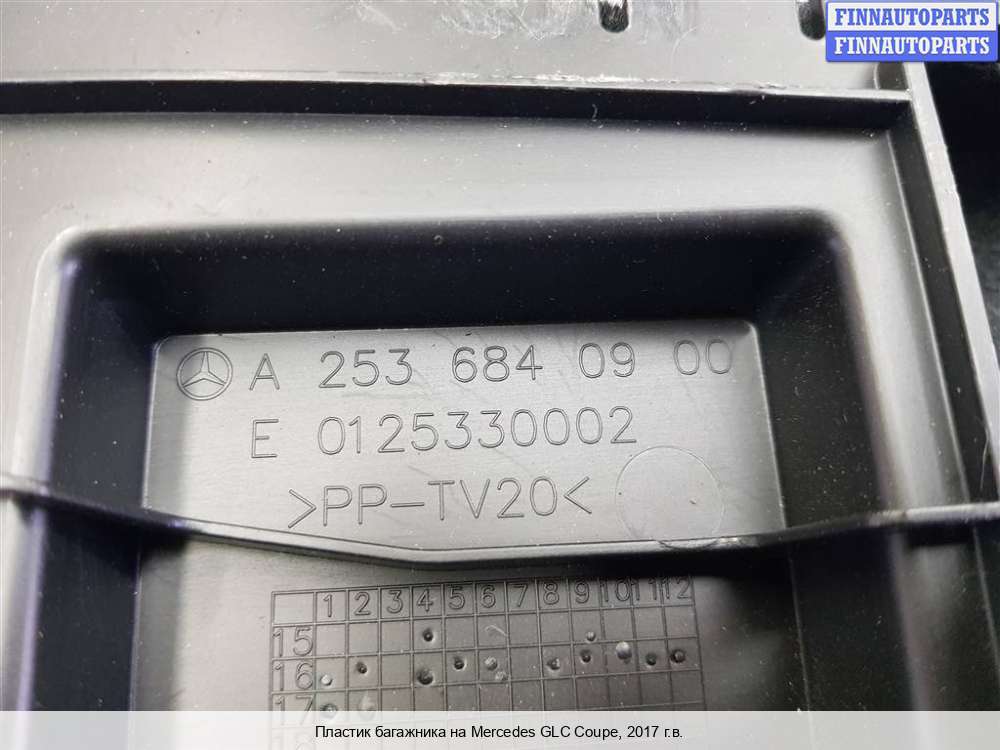 FINNAUTOPARTS
FINNAUTOPARTS
A 253 684 09 00
E 0125330002
>PP-TV20<
1 2 3 4 5 6 7 8 9 10 11 12
15
16
17
Пластик багажника на Mercedes GLC Coupe, 2017 г.в.